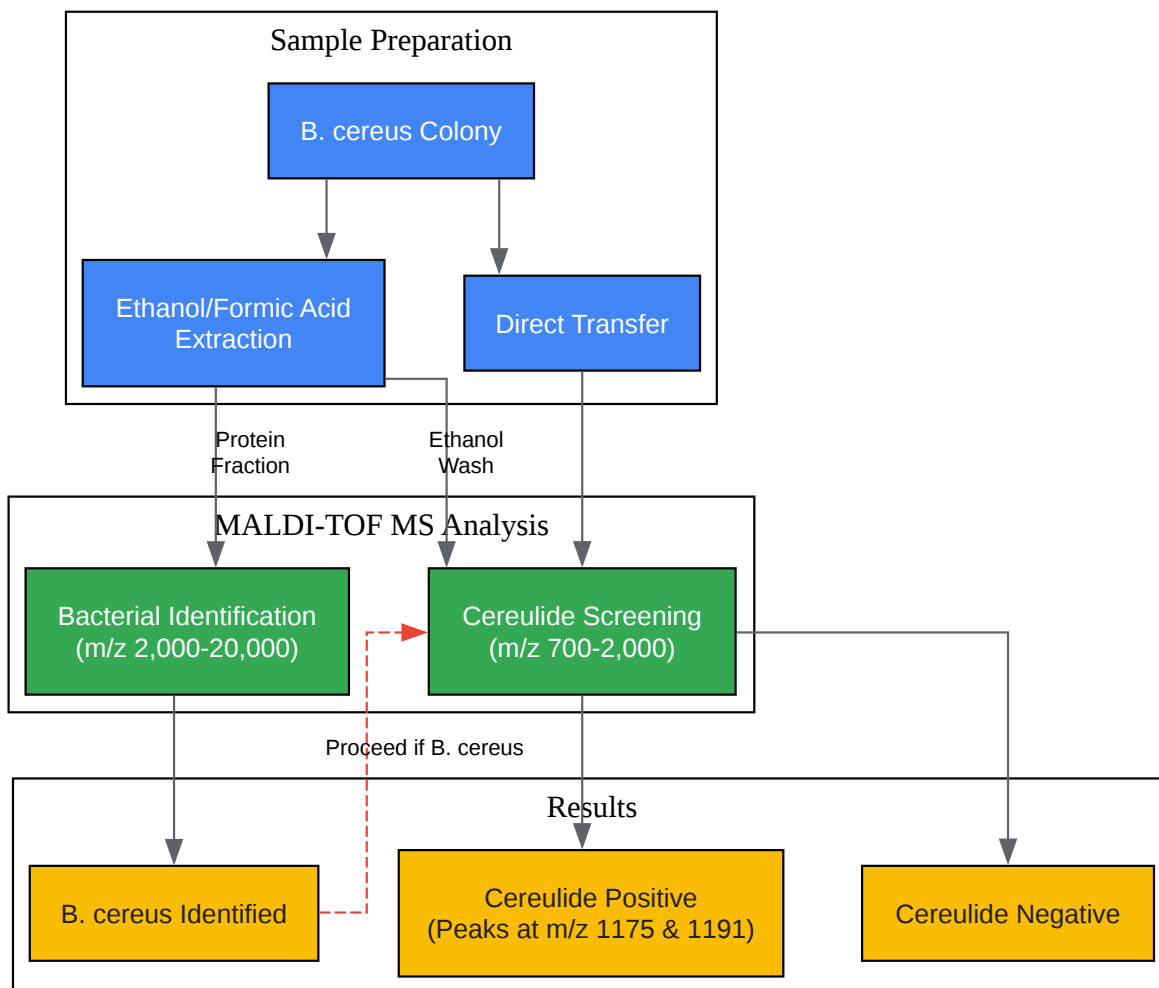 Sample Preparation
B. cereus Colony
Ethanol/Formic Acid
Extraction
Direct Transfer
Protein
Fraction
Ethanol
Wash
MALDI-TOF MS Analysis
Bacterial Identification
(m/z 2,000-20,000)
Cereulide Screening
(m/z 700-2,000)
Proceed if B. cereus
Results
B. cereus Identified
Cereulide Positive
(Peaks at m/z 1175 & 1191)
Cereulide Negative